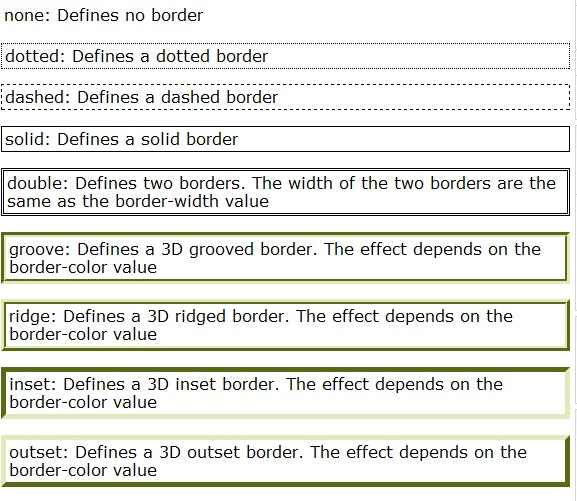 none: Defines no border
dotted: Defines a dotted border
dashed: Defines a dashed border
solid: Defines a solid border
double: Defines two borders. The width of the two borders are the
same as the border-width value
groove: Defines a 3D grooved border. The effect depends on the
border-color value
ridge: Defines a 3D ridged border. The effect depends on the
border-color value
inset: Defines a 3D inset border. The effect depends on the
border-color value
outset: Defines a 3D outset border. The effect depends on the
border-color value